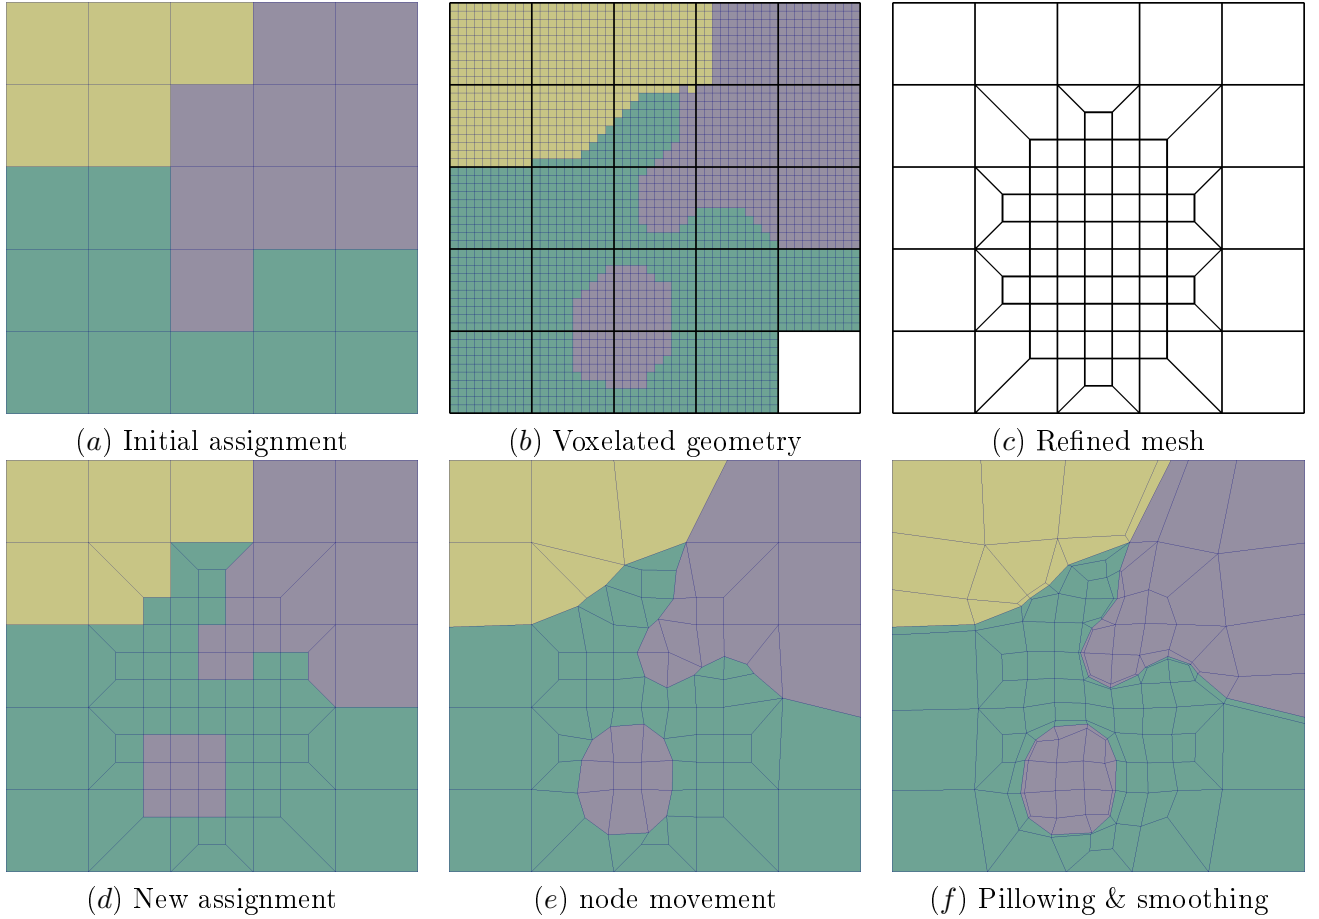 (a) Initial assignment
(b) Voxelated geometry
(c) Refined mesh
(d) New assignment
(e) node movement
(f) Pillowing & smoothing